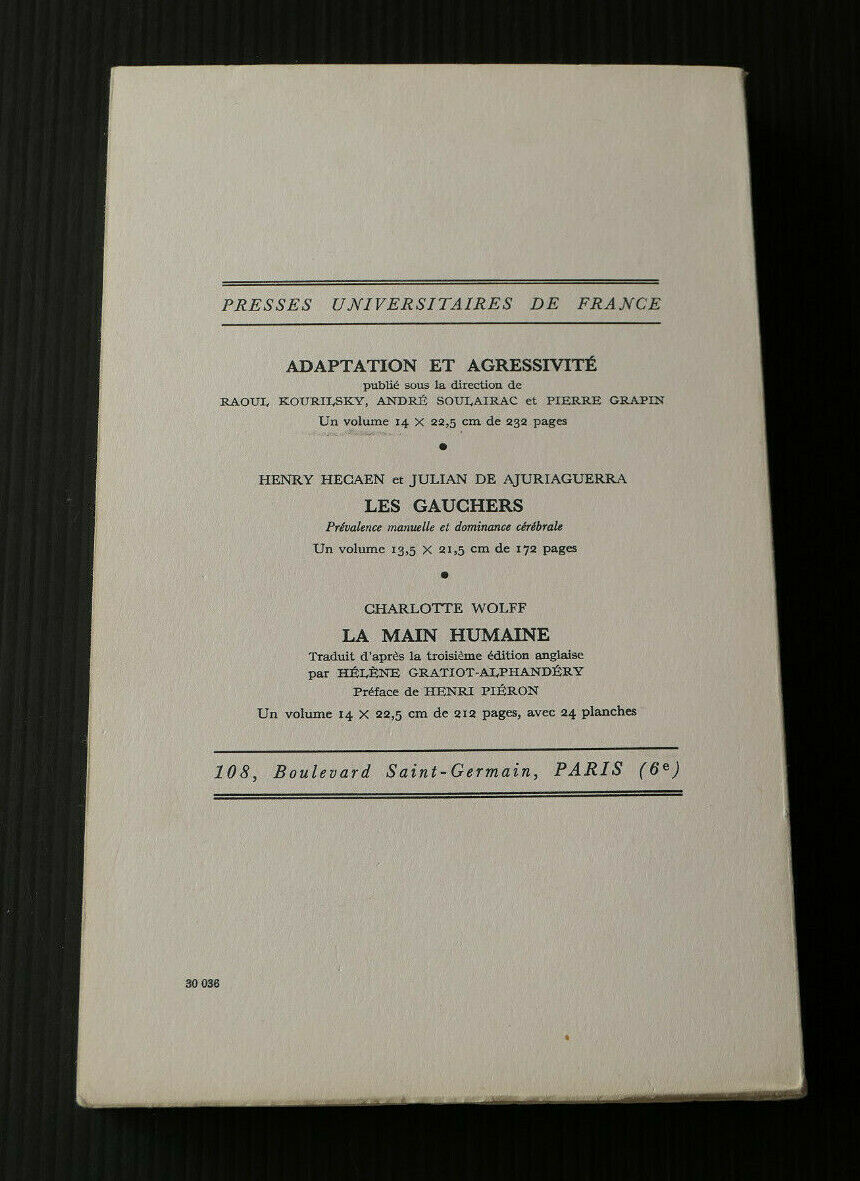 PRESSES UNIVERSITAIRES DE FRANCE
ADAPTATION ET AGRESSIVITÉ
publié sous la direction de
RAOUL KOURILSKY, ANDRÉ SOULAIRAC et PIERRE GRAPIN
Un volume 14 × 22,5 cm de 232 pages
•
HENRY HECAEN et JULIAN DE AJURIAGUERRA
LES GAUCHERS
Prévalence manuelle et dominance cérébrale
Un volume 13,5 × 21,5 cm de 172 pages
•
CHARLOTTE WOLFF
LA MAIN HUMAINE
Traduit d'après la troisième édition anglaise
par HÉLÈNE GRATIOT-ALPHANDÉRY
Préface de HENRI PIÉRON
Un volume 14 × 22,5 cm de 212 pages, avec 24 planches
108, Boulevard Saint-Germain, PARIS (6e)
30 036